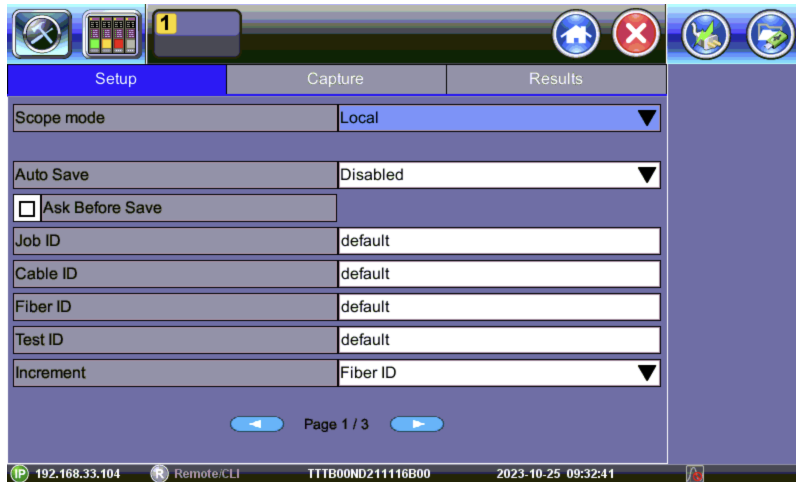 1
Setup Capture Results
Scope mode Local
Auto Save Disabled
Ask Before Save
Job ID default
Cable ID default
Fiber ID default
Test ID default
Increment Fiber ID
Page 1 / 3
IP 192.168.33.104 R Remote/CLI TTTB00ND211116B00 2023-10-25 09:32:41